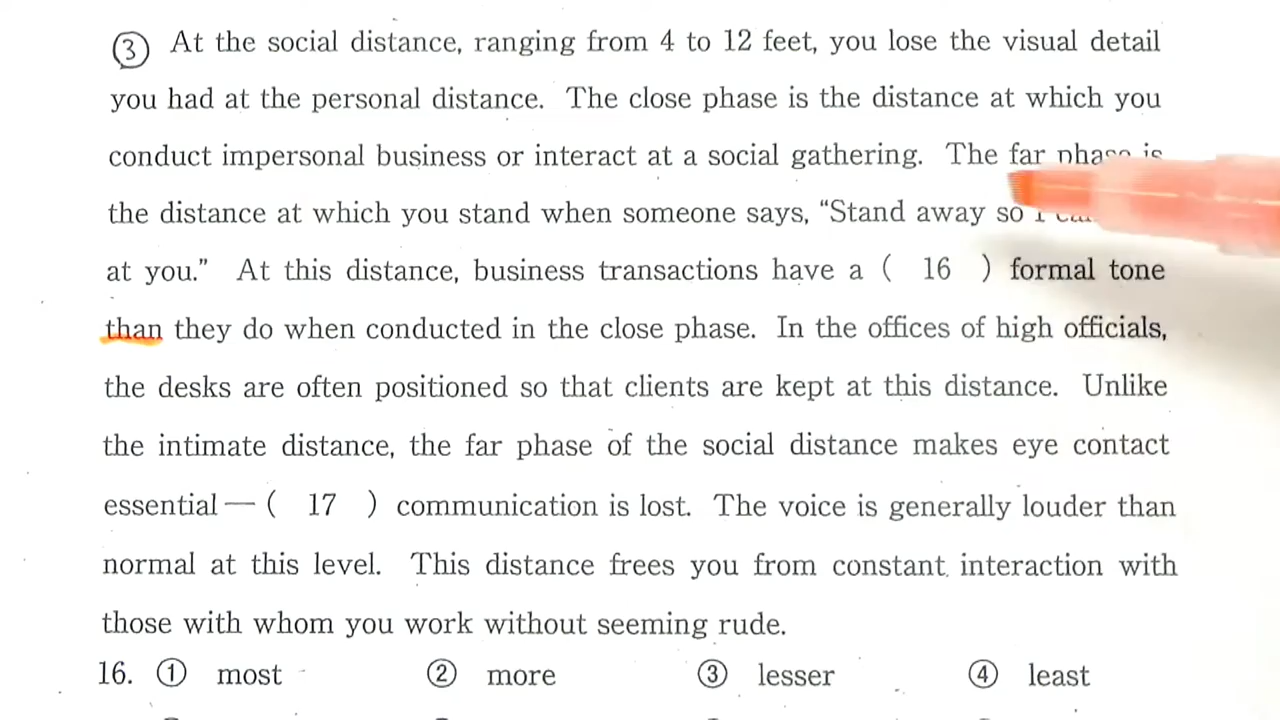 ③ At the social distance, ranging from 4 to 12 feet, you lose the visual detail
you had at the personal distance. The close phase is the distance at which you
conduct impersonal business or interact at a social gathering. The far phase is
the distance at which you stand when someone says, “Stand away so I
at you.” At this distance, business transactions have a ( 16 ) formal tone
than they do when conducted in the close phase. In the offices of high officials,
the desks are often positioned so that clients are kept at this distance. Unlike
the intimate distance, the far phase of the social distance makes eye contact
essential — ( 17 ) communication is lost. The voice is generally louder than
normal at this level. This distance frees you from constant interaction with
those with whom you work without seeming rude.
16. ① most ② more ③ lesser ④ least